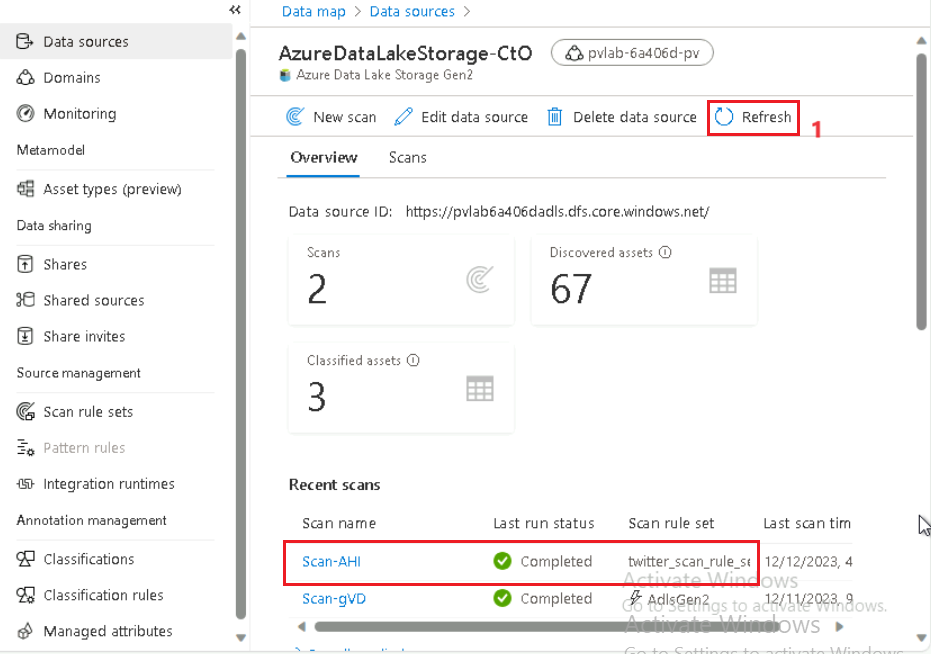 Data map > Data sources >
Data sources
Domains
Monitoring
Metamodel
Asset types (preview)
Data sharing
Shares
Shared sources
Share invites
Source management
Scan rule sets
Pattern rules
Integration runtimes
Annotation management
Classifications
Classification rules
Managed attributes
AzureDataLakeStorage-CtO pvlab-6a406d-pv
Azure Data Lake Storage Gen2
New scan Edit data source Delete data source Refresh 1
Overview Scans
Data source ID: https://pvlab6a406dadls.dfs.core.windows.net/
Scans
2
Discovered assets
67
Classified assets
3
Recent scans
Scan name Last run status Scan rule set Last scan tim
Scan-AHI Completed twitter_scan_rule_se 12/12/2023, 4
Activate Windows
Scan-gVD Completed AdlsGen2 12/11/2023, 9
Go to Settings to activate Windows.
Activate Windows
Go to Settings to activate Windows.